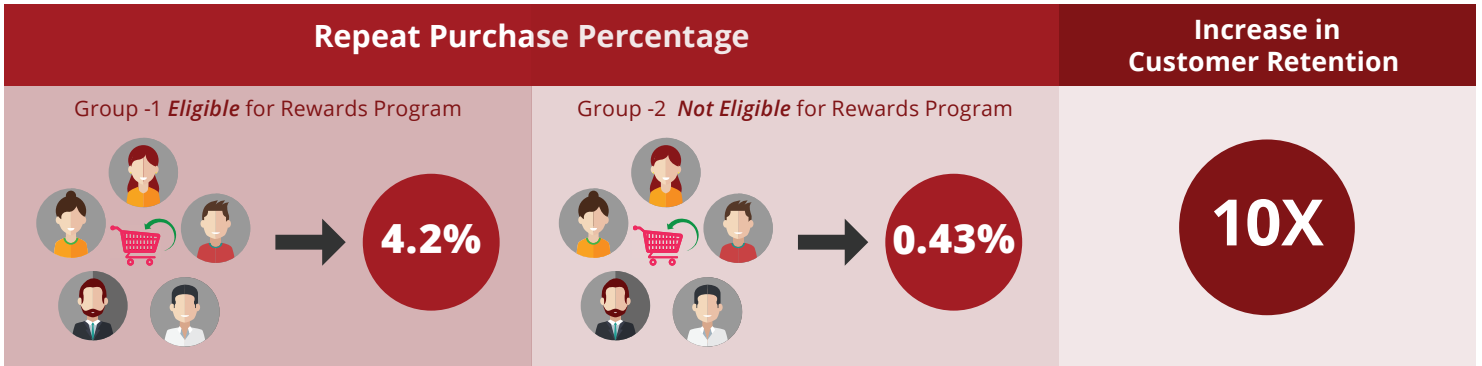 Repeat Purchase Percentage
Increase in
Customer Retention
Group -1 Eligible for Rewards Program
Group -2 Not Eligible for Rewards Program
4.2%
0.43%
10X